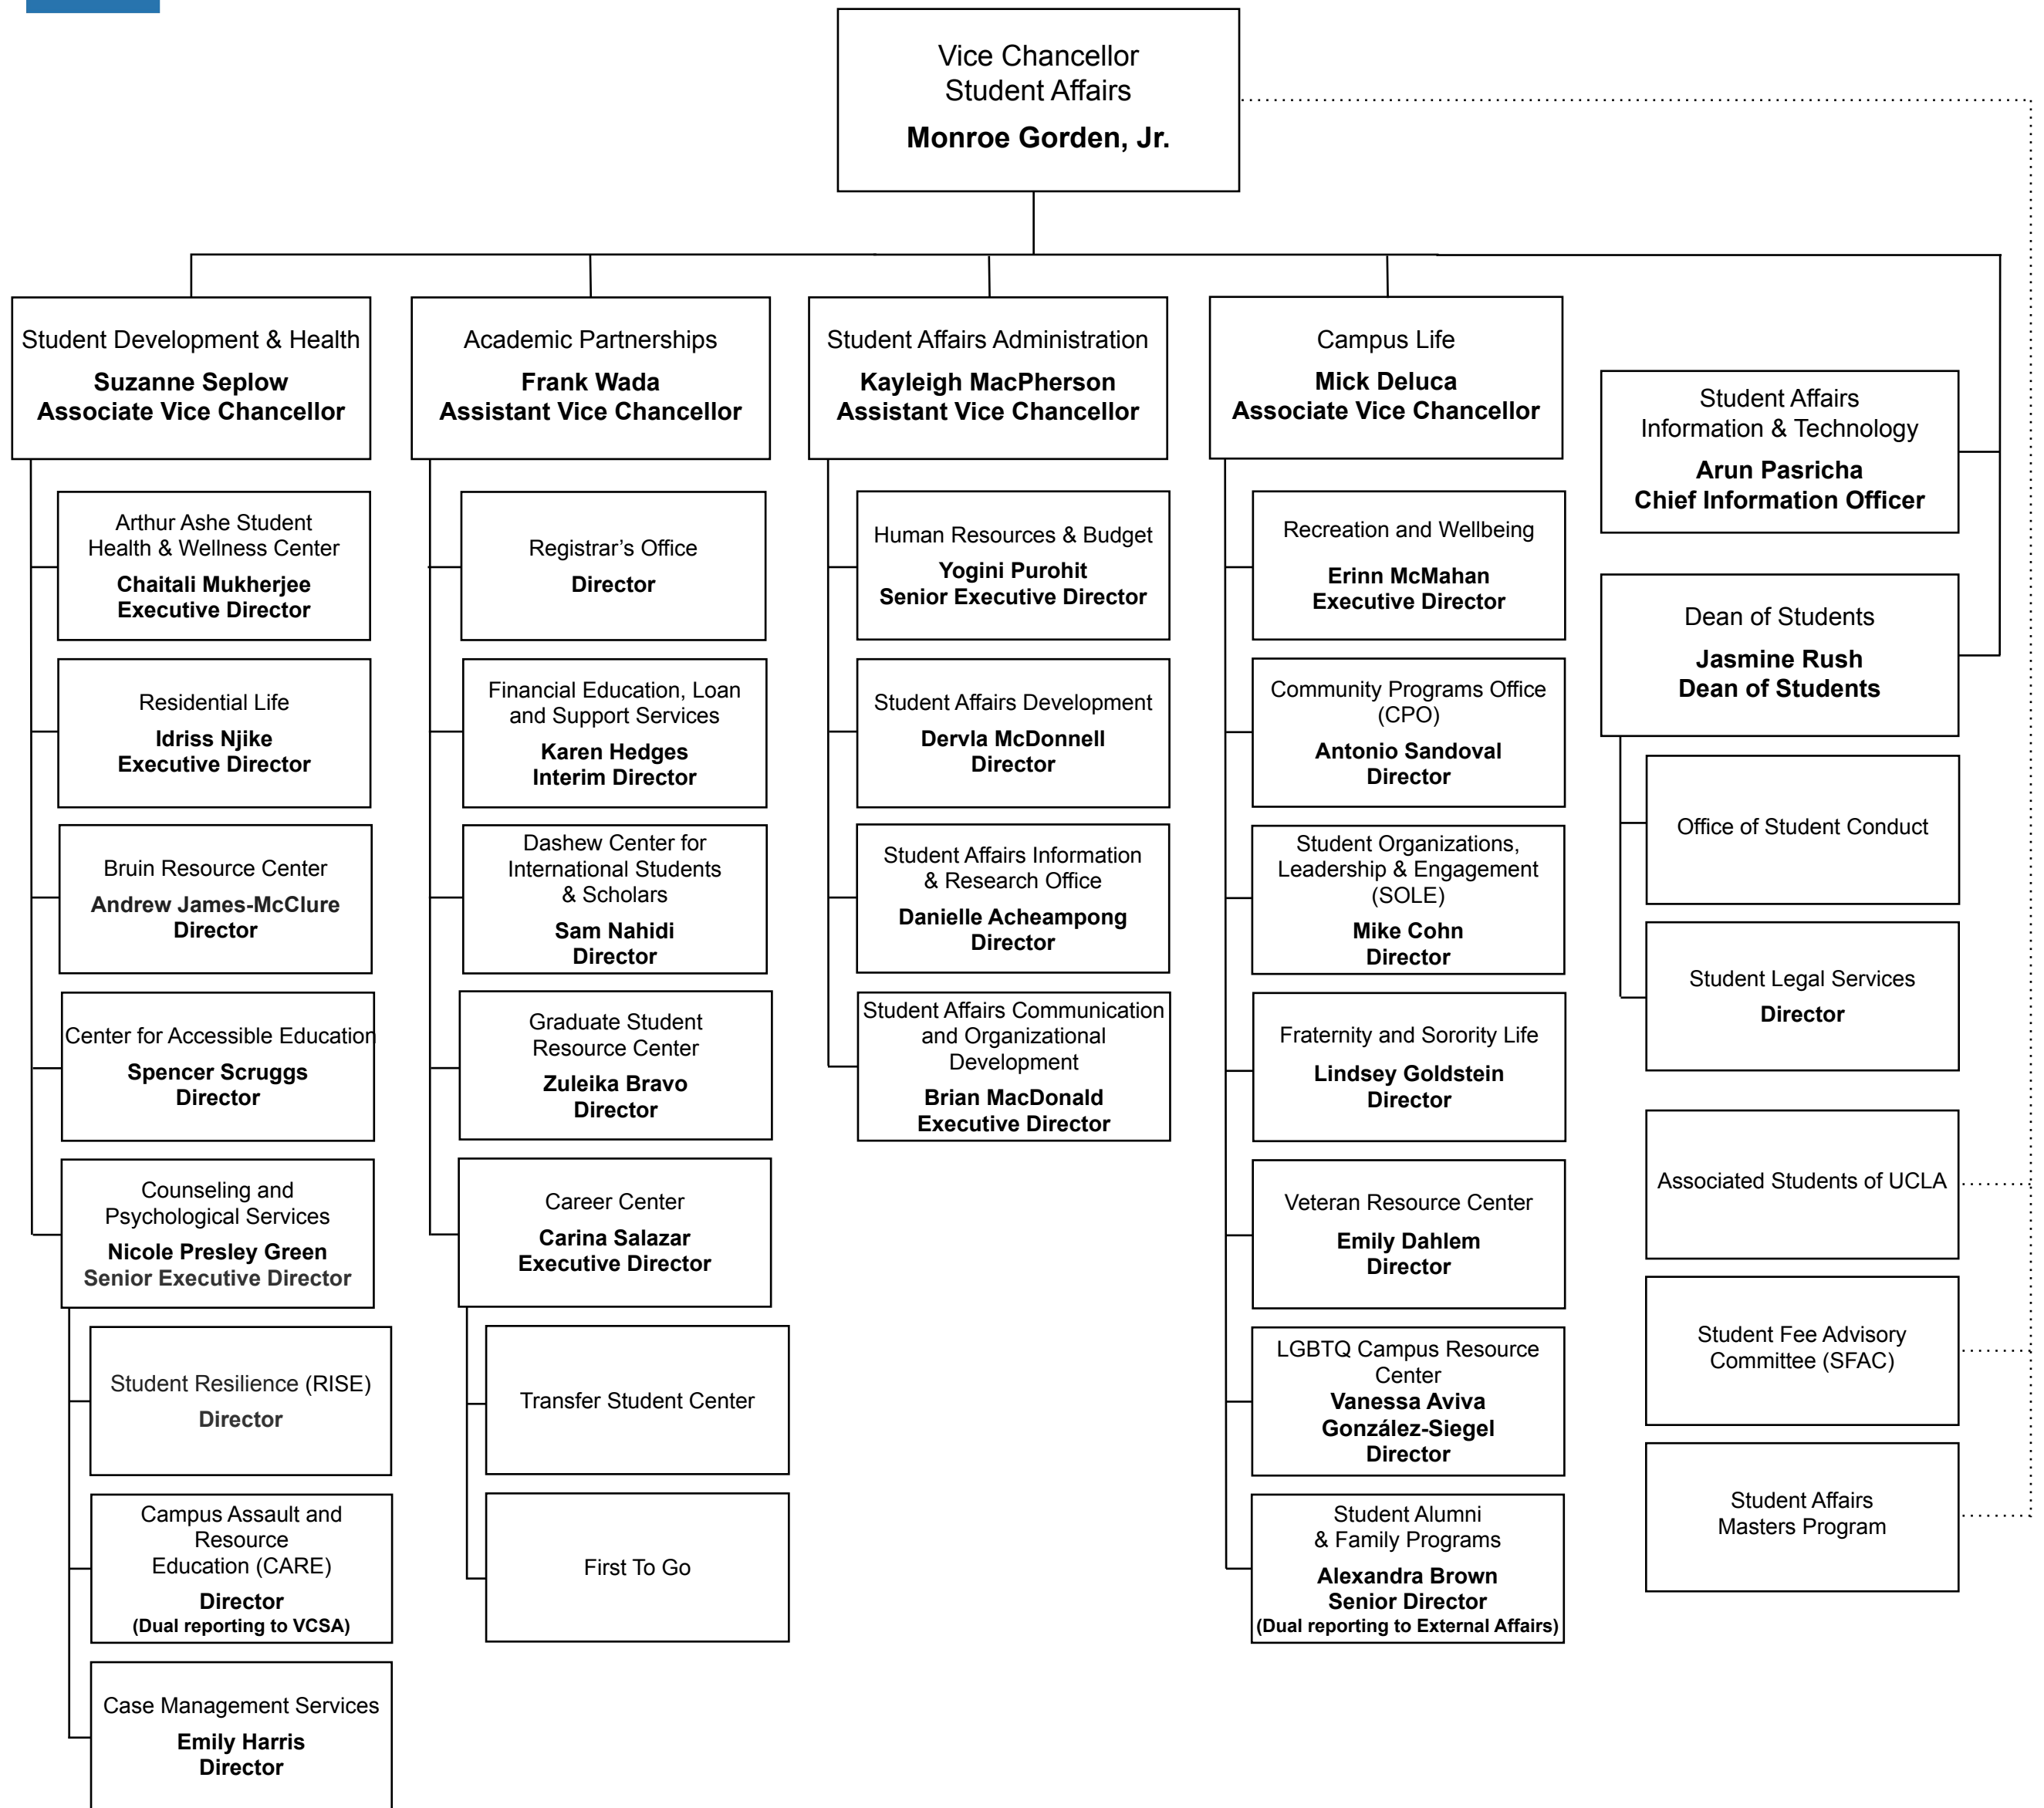 Vice Chancellor
Student Affairs
Monroe Gorden, Jr.
Student Development & Health
Suzanne Seplow
Associate Vice Chancellor
Arthur Ashe Student
Health & Wellness Center
Chaitali Mukherjee
Executive Director
Residential Life
Idriss Njike
Executive Director
Bruin Resource Center
Andrew James-McClure
Director
Center for Accessible Education
Spencer Scruggs
Director
Counseling and
Psychological Services
Nicole Presley Green
Senior Executive Director
Student Resilience (RISE)
Director
Campus Assault and
Resource
Education (CARE)
Director
(Dual reporting to VCSA)
Case Management Services
Emily Harris
Director
Academic Partnerships
Frank Wada
Assistant Vice Chancellor
Registrar’s Office
Director
Financial Education, Loan
and Support Services
Karen Hedges
Interim Director
Dashew Center for
International Students
& Scholars
Sam Nahidi
Director
Graduate Student
Resource Center
Zuleika Bravo
Director
Career Center
Carina Salazar
Executive Director
Transfer Student Center
First To Go
Student Affairs Administration
Kayleigh MacPherson
Assistant Vice Chancellor
Human Resources & Budget
Yogini Purohit
Senior Executive Director
Student Affairs Development
Dervla McDonnell
Director
Student Affairs Information
& Research Office
Danielle Acheampong
Director
Student Affairs Communication
and Organizational
Development
Brian MacDonald
Executive Director
Campus Life
Mick Deluca
Associate Vice Chancellor
Recreation and Wellbeing
Erinn McMahan
Executive Director
Community Programs Office
(CPO)
Antonio Sandoval
Director
Student Organizations,
Leadership & Engagement
(SOLE)
Mike Cohn
Director
Fraternity and Sorority Life
Lindsey Goldstein
Director
Veteran Resource Center
Emily Dahlem
Director
LGBTQ Campus Resource
Center
Vanessa Aviva
González-Siegel
Director
Student Alumni
& Family Programs
Alexandra Brown
Senior Director
(Dual reporting to External Affairs)
Student Affairs
Information & Technology
Arun Pasricha
Chief Information Officer
Dean of Students
Jasmine Rush
Dean of Students
Office of Student Conduct
Student Legal Services
Director
Associated Students of UCLA
Student Fee Advisory
Committee (SFAC)
Student Affairs
Masters Program